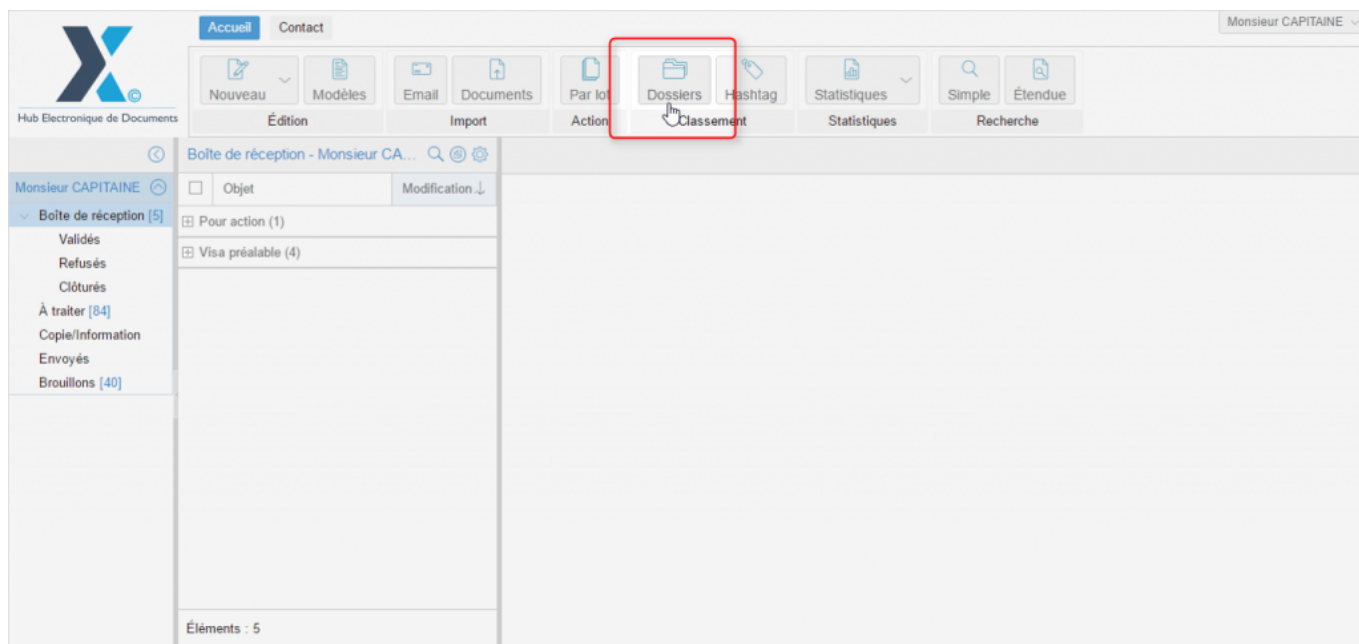 Accueil Contact
Monsieur CAPITAINE
©
Hub Electronique de Documents
Nouveau Modèles Email Documents Par lot Dossiers Hashtag Statistiques Simple Étendue
Édition Import Action Classement Statistiques Recherche
Boîte de réception - Monsieur CA...
Monsieur CAPITAINE
Objet Modification
Boîte de réception [5]
Pour action (1)
Validés
Visa préalable (4)
Refusés
Clôturés
À traiter [84]
Copie/Information
Envoyés
Brouillons [40]
Éléments : 5